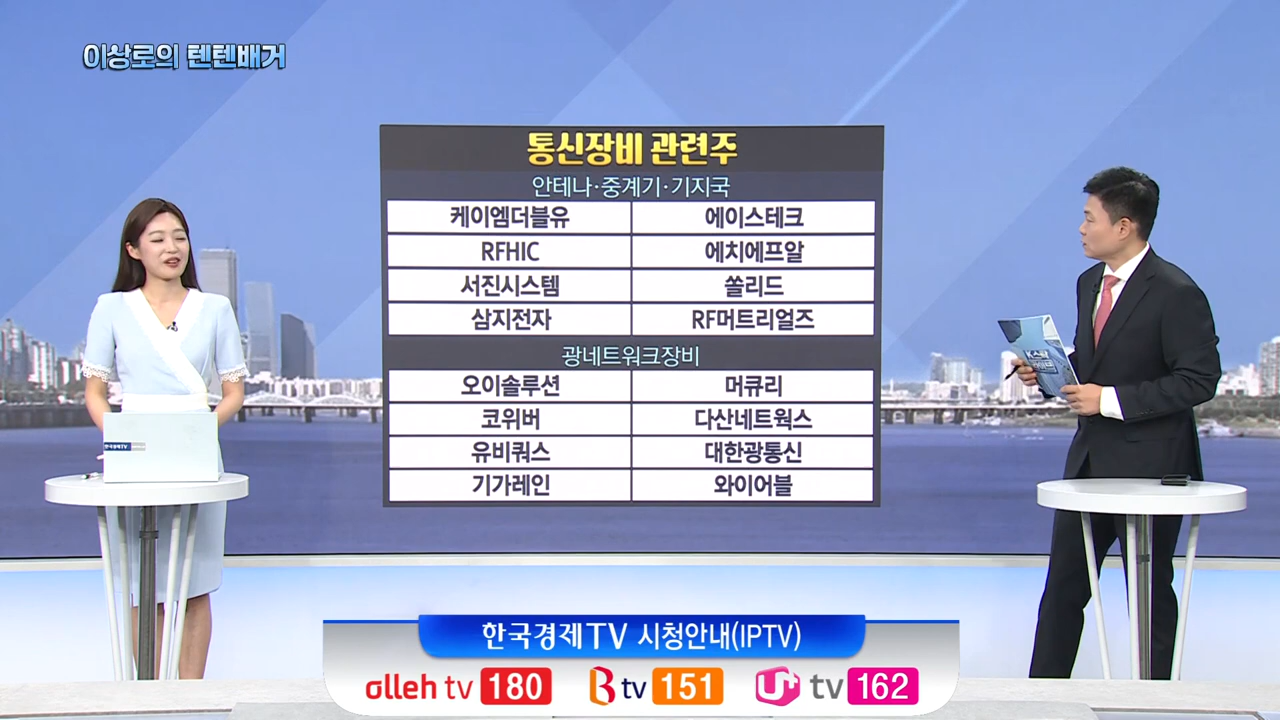 이상로의 텐텐배거
통신장비 관련주
안테나·중계기·기지국
케이엠더블유 에이스테크
RFHIC 에치에프알
서진시스템 쏠리드
삼지전자 RF머트리얼즈
광네트워크장비
오이솔루션 머큐리
코위버 다산네트웍스
유비쿼스 대한광통신
기가레인 와이어블
한국경제TV
한국경제TV 시청안내(IPTV)
olleh tv 180 B tv 151 U+ tv 162